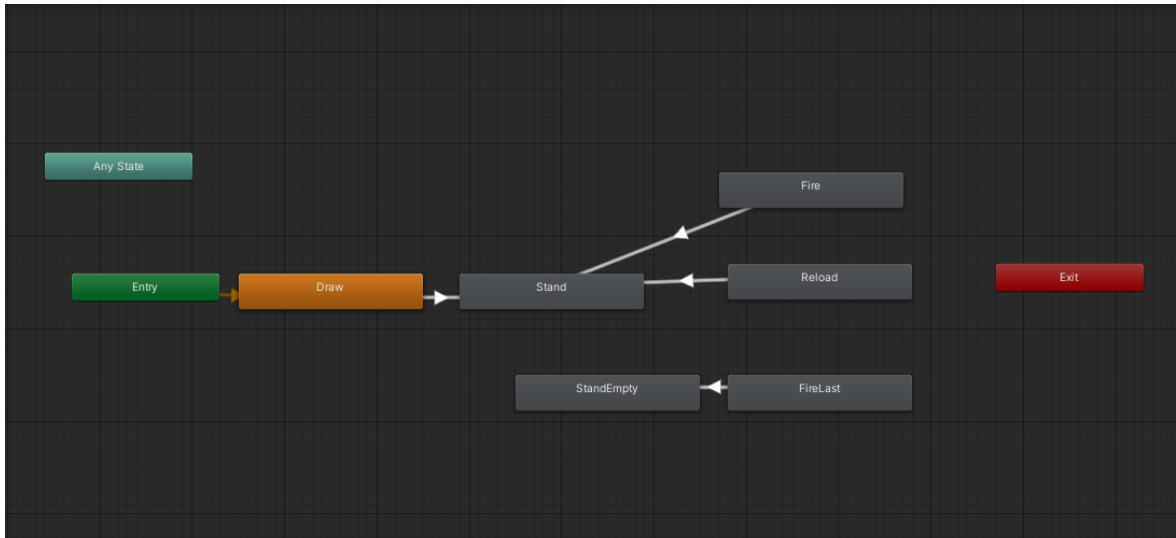 Any State
Fire
Entry
Draw
Stand
Reload
Exit
StandEmpty
FireLast